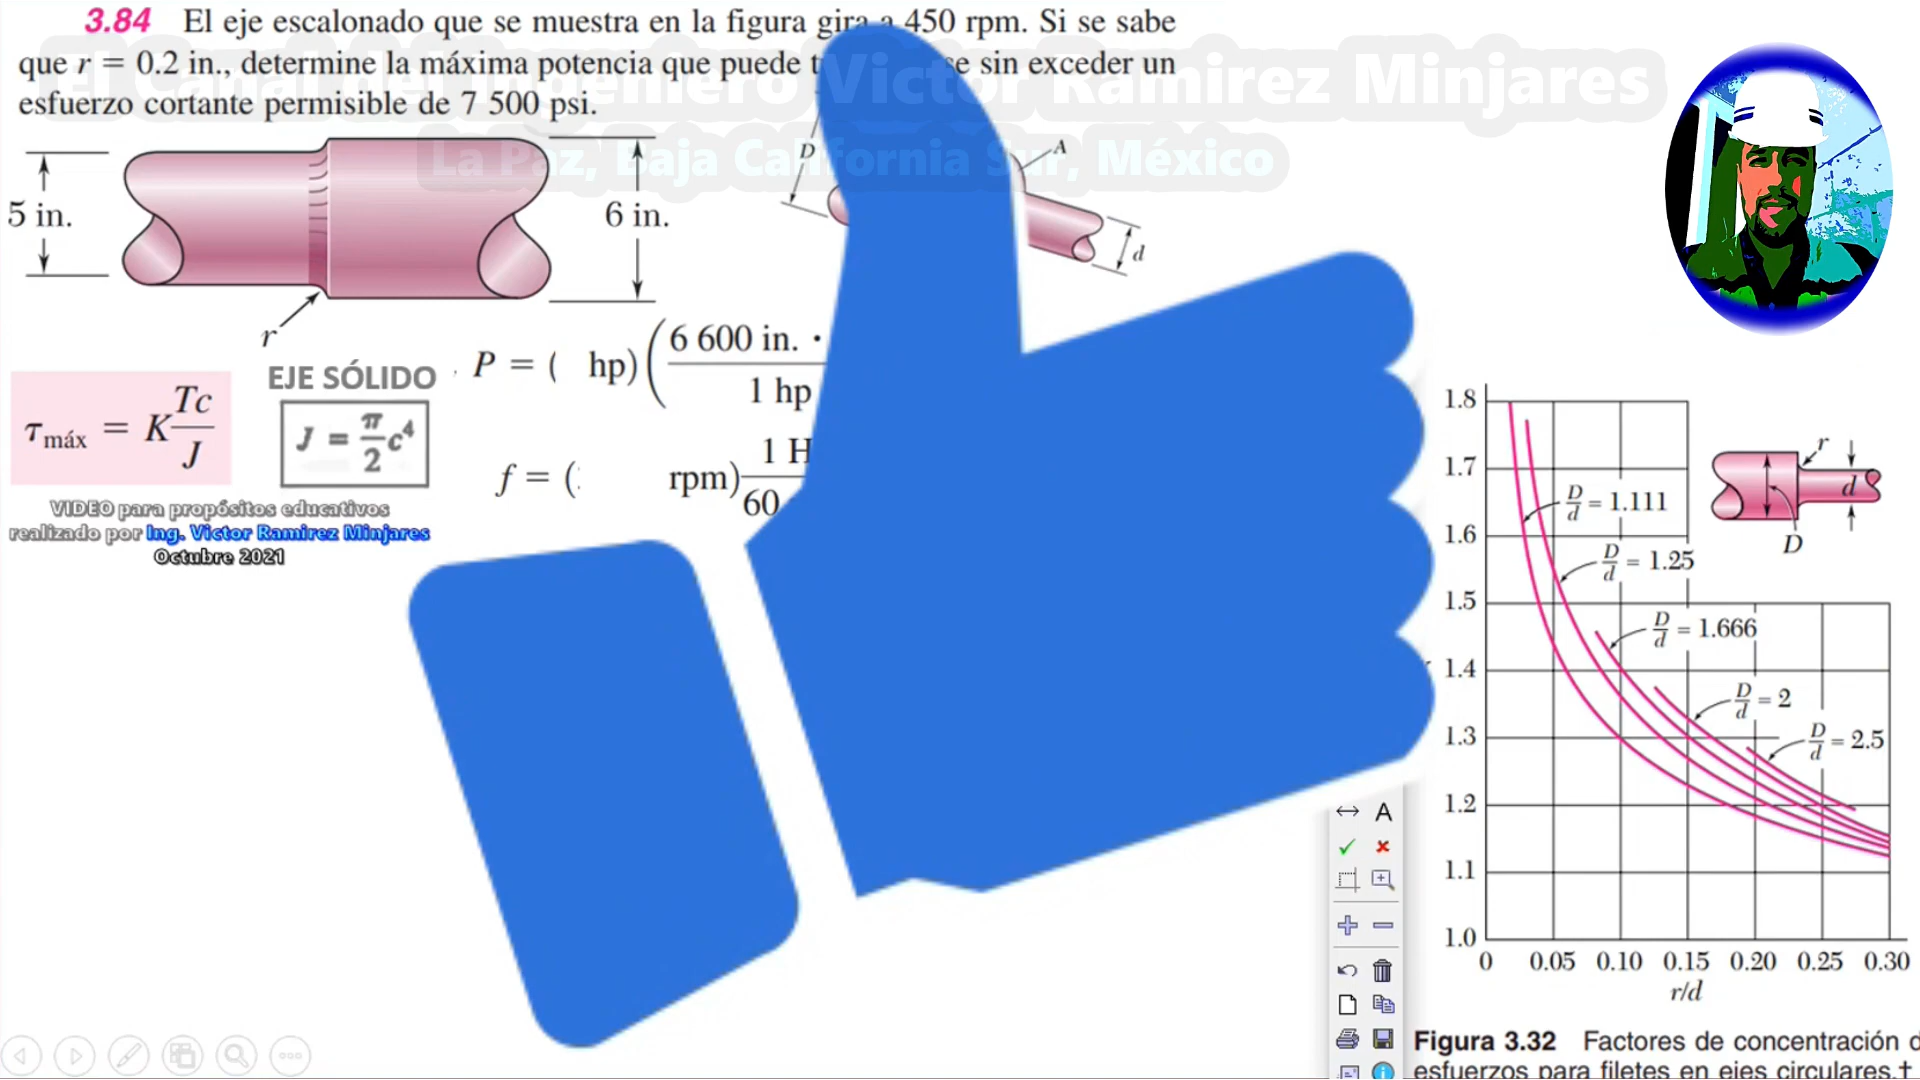 3.84 El eje escalonado que se muestra en la figura gira a 450 rpm. Si se sabe
que r = 0.2 in., determine la máxima potencia que puede t e sin exceder un
esfuerzo cortante permisible de 7 500 psi.
El Canal del Ingeniero Victor Ramirez Minjares
La Paz, Baja California Sur, México
5 in.
6 in.
r
D
A
d
EJE SÓLIDO
P = ( hp)(6 600 in. ·
1 hp
τmáx = K Tc
J
J = π/2 c⁴
f = ( rpm) 1 H
60
VIDEO para propósitos educativos
realizado por Ing. Victor Ramirez Minjares
Octubre 2021
1.8
1.7
1.6
1.5
1.4
1.3
1.2
1.1
1.0
D/d = 1.111
D/d = 1.25
D/d = 1.666
D/d = 2
D/d = 2.5
r
d
D
0 0.05 0.10 0.15 0.20 0.25 0.30
r/d
A
Figura 3.32 Factores de concentración d
esfuerzos para filetes en ejes circulares.†